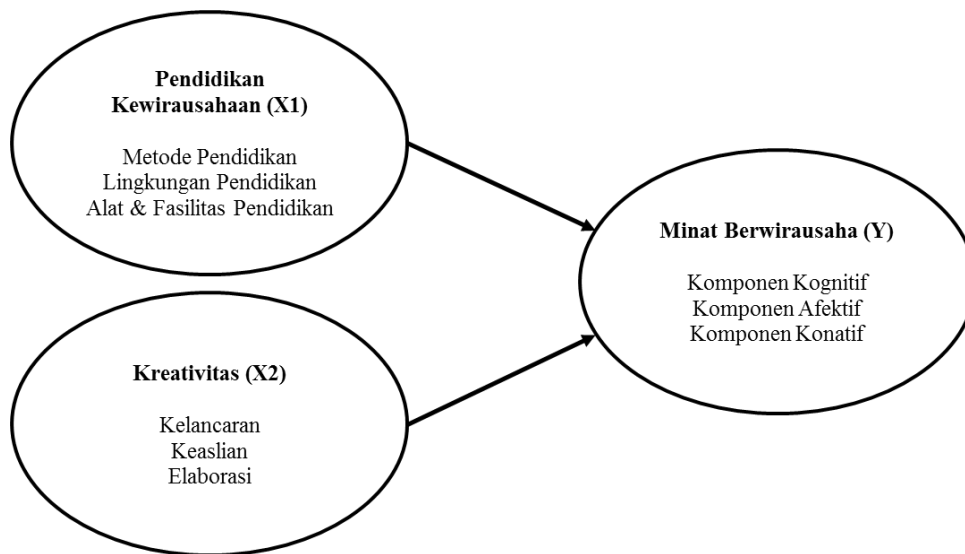 Pendidikan
Kewirausahaan (X1)
Metode Pendidikan
Lingkungan Pendidikan
Alat & Fasilitas Pendidikan
Minat Berwirausaha (Y)
Komponen Kognitif
Komponen Afektif
Komponen Konatif
Kreativitas (X2)
Kelancaran
Keaslian
Elaborasi